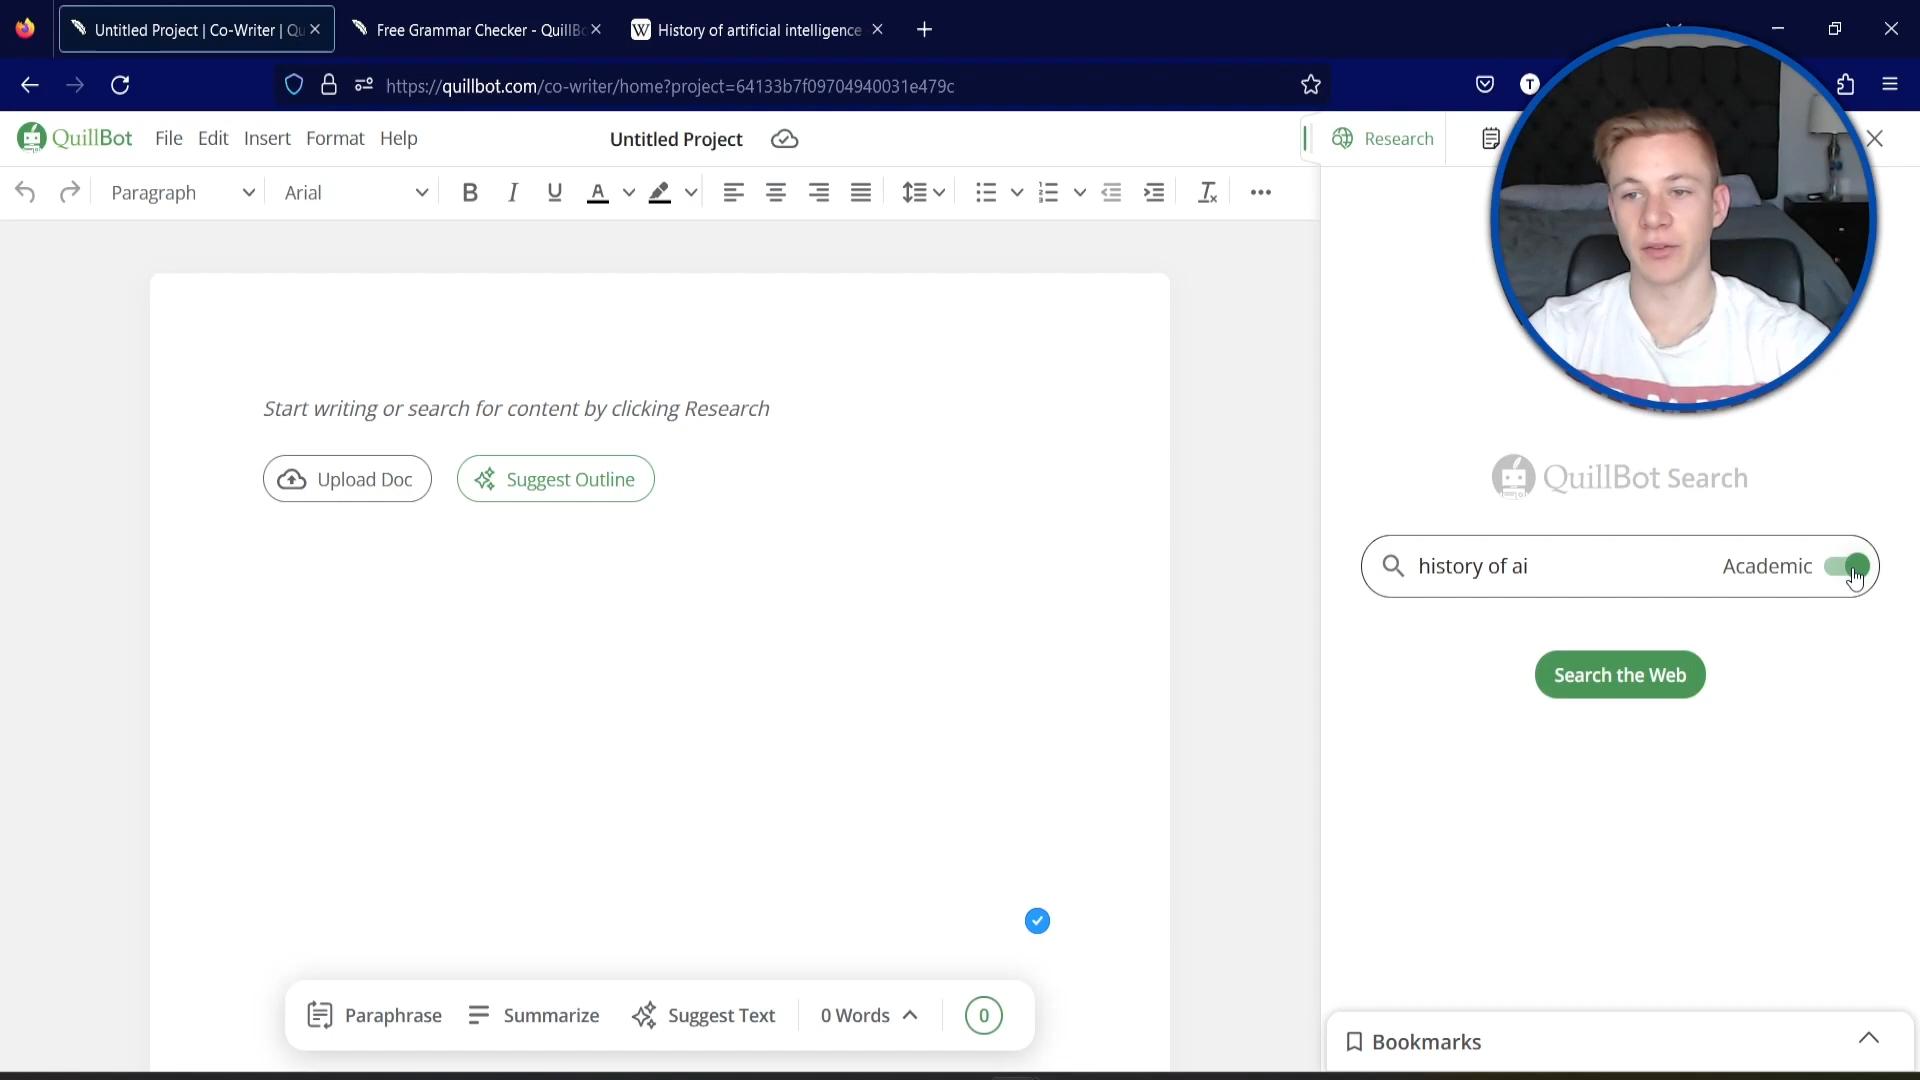 Untitled Project | Co-Writer | Qu
Free Grammar Checker - QuillBo
W History of artificial intelligence
https://quillbot.com/co-writer/home?project=64133b7f09704940031e479c
T
QuillBot File Edit Insert Format Help
Untitled Project
Research
Paragraph
Arial
B I U A
Start writing or search for content by clicking Research
Upload Doc
Suggest Outline
QuillBot Search
history of ai
Academic
Search the Web
Paraphrase
Summarize
Suggest Text
0 Words
0
Bookmarks